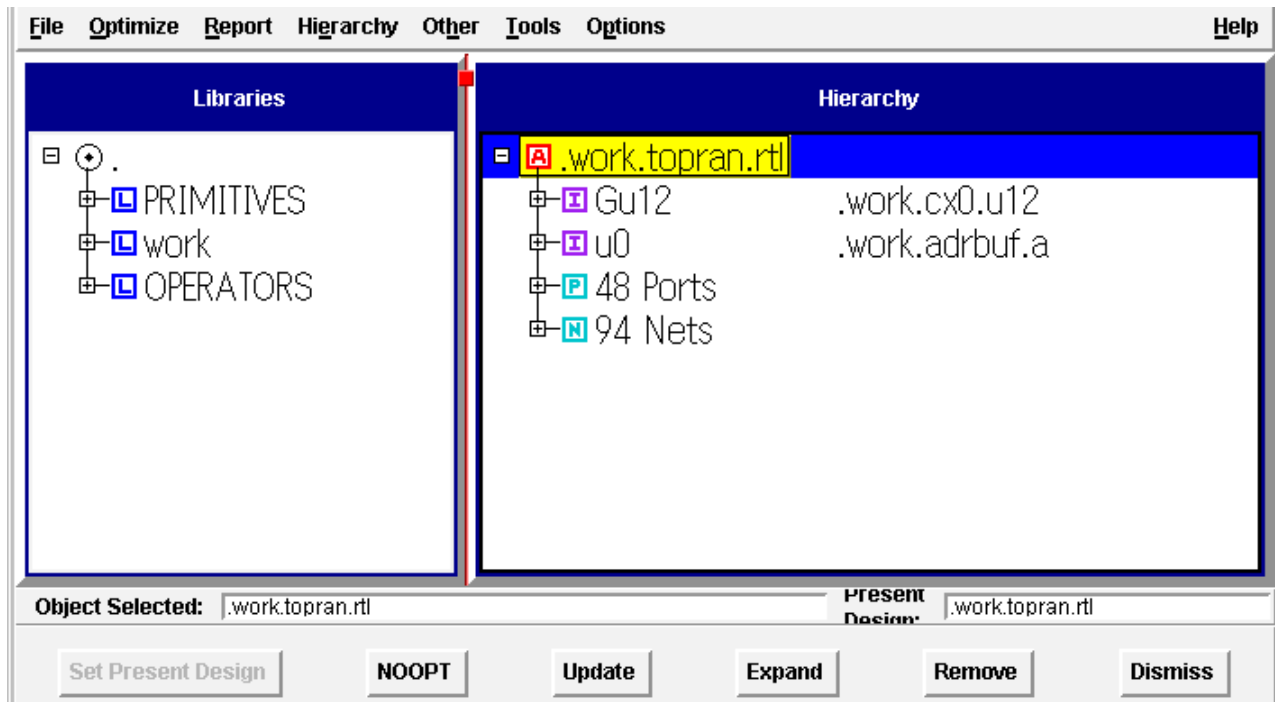 File Optimize Report Hierarchy Other Tools Options Help
Libraries
.
L PRIMITIVES
L work
L OPERATORS
Hierarchy
A .work.topran.rtl
I Gu12 .work.cx0.u12
I u0 .work.adrbuf.a
P 48 Ports
N 94 Nets
Object Selected: .work.topran.rtl
Present
Design: .work.topran.rtl
Set Present Design NOOPT Update Expand Remove Dismiss